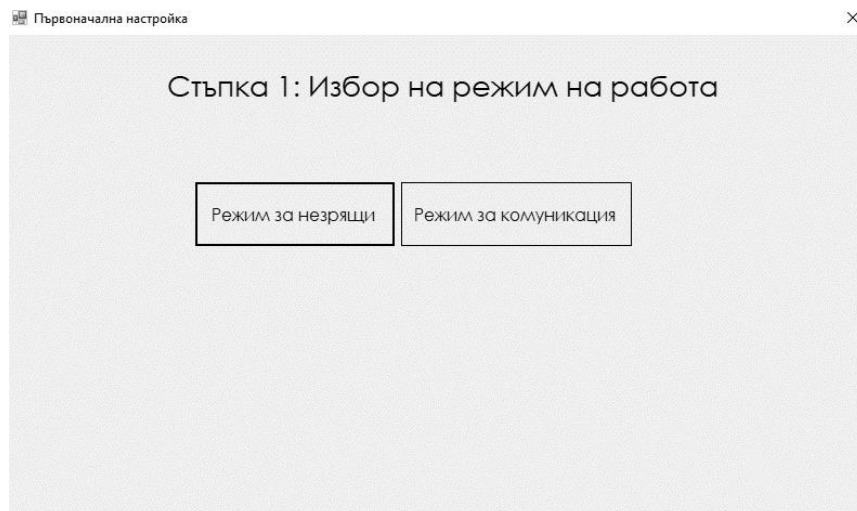 Първоначална настройка
Стъпка 1: Избор на режим на работа
Режим за незрящи
Режим за комуникация